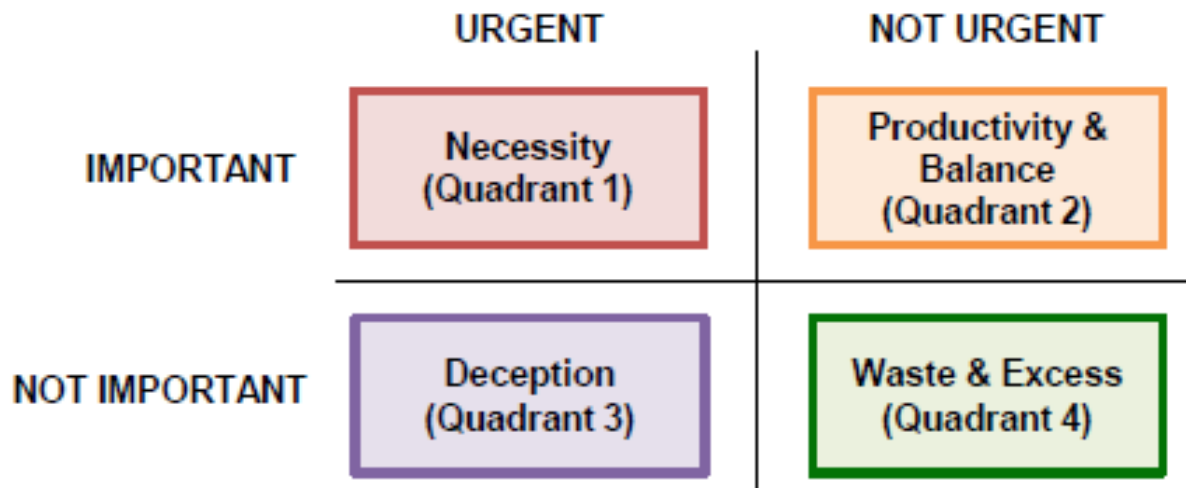 URGENT
NOT URGENT
IMPORTANT
Necessity
(Quadrant 1)
Productivity &
Balance
(Quadrant 2)
NOT IMPORTANT
Deception
(Quadrant 3)
Waste & Excess
(Quadrant 4)